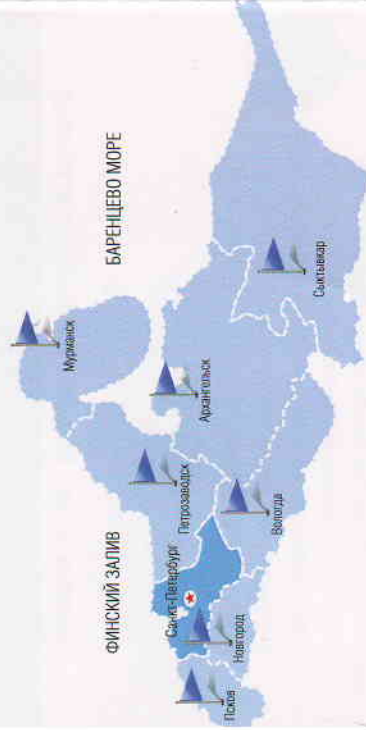 БАРЕНЦЕВО МОРЕ
ФИНСКИЙ ЗАЛИВ
Мурманск
Архангельск
Сыктывкар
Петрозаводск
Вологда
Санкт-Петербург
Новгород
Псков